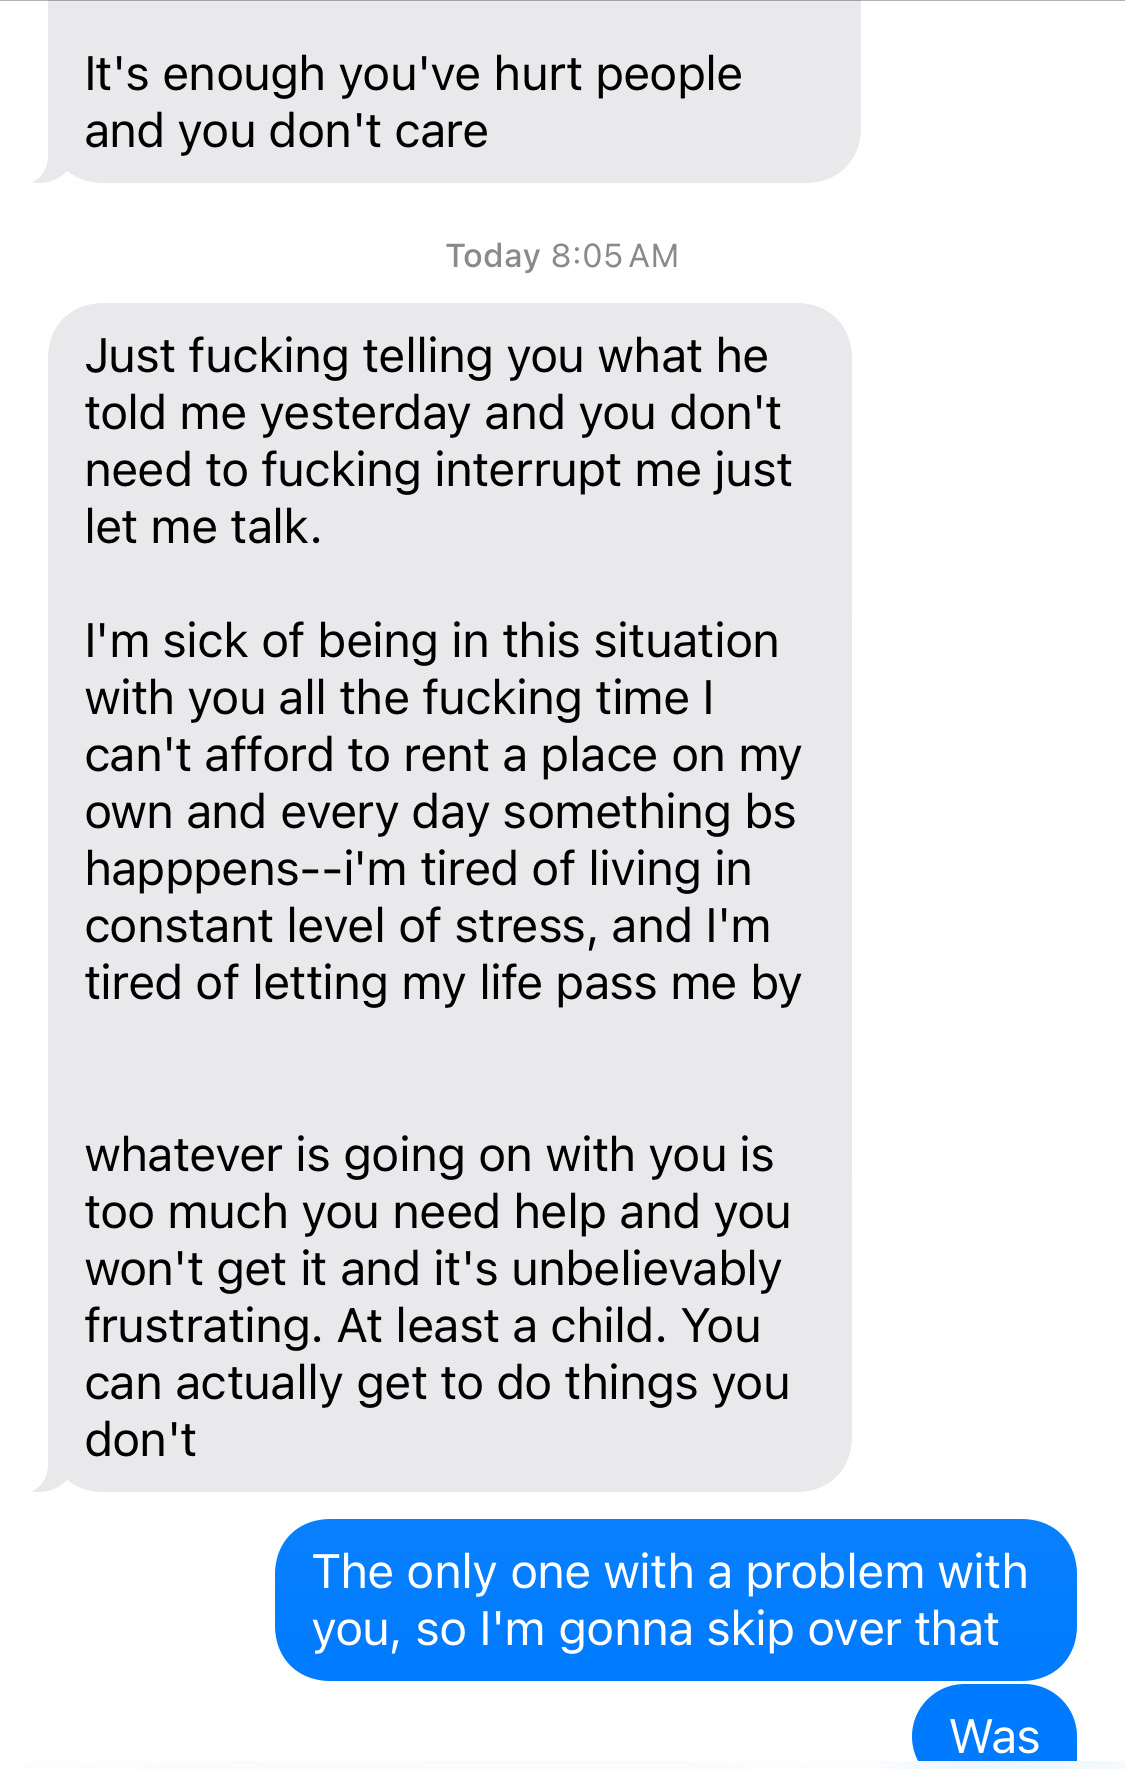 It's enough you've hurt people
and you don't care
Today 8:05 AM
Just fucking telling you what he
told me yesterday and you don't
need to fucking interrupt me just
let me talk.
I'm sick of being in this situation
with you all the fucking time I
can't afford to rent a place on my
own and every day something bs
happpens--i'm tired of living in
constant level of stress, and I'm
tired of letting my life pass me by
whatever is going on with you is
too much you need help and you
won't get it and it's unbelievably
frustrating. At least a child. You
can actually get to do things you
don't
The only one with a problem with
you, so I'm gonna skip over that
Was